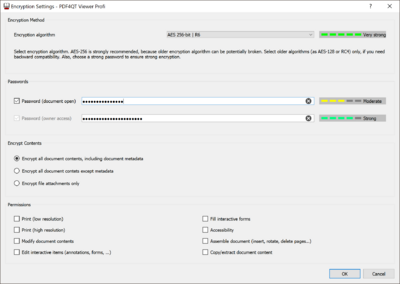 Encryption Settings - PDF4QT Viewer Profi
Encryption Method
Encryption algorithm
AES 256-bit | R6
Very strong
Select encryption algorithm. AES-256 is strongly recommended, because older encryption algorithm can be potentially broken. Select older algorithms (as AES-128 or RC4) only, if you need
backward compatibility. Also, choose a strong password to ensure strong encryption.
Passwords
Password (document open)
Moderate
Password (owner access)
Strong
Encrypt Contents
Encrypt all document contents, including document metadata
Encrypt all document contets except metadata
Encrypt file attachments only
Permissions
Print (low resolution)
Fill interactive forms
Print (high resolution)
Accessibility
Modify document contents
Assemble document (insert, rotate, delete pages...)
Edit interactive items (annotations, forms, ...)
Copy/extract document content
OK
Cancel